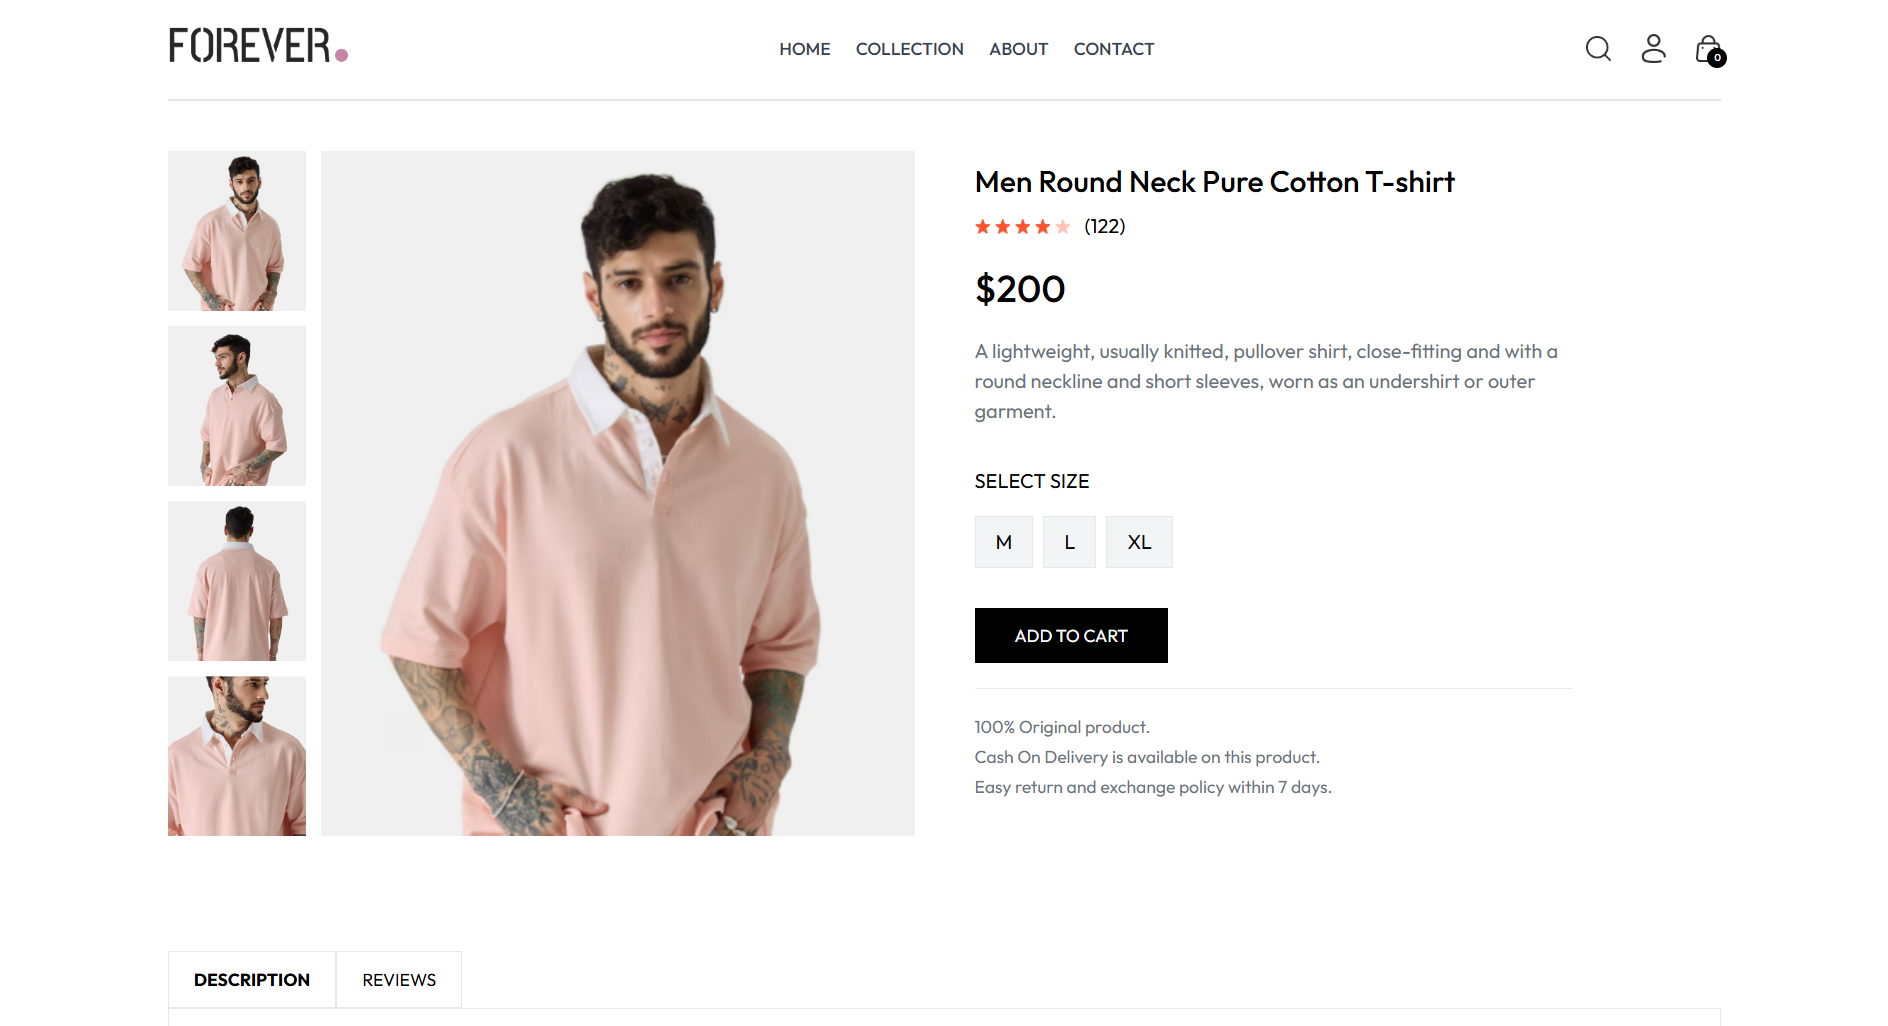 FOREVER.
HOME COLLECTION ABOUT CONTACT
0
Men Round Neck Pure Cotton T-shirt
(122)
$200
A lightweight, usually knitted, pullover shirt, close-fitting and with a
round neckline and short sleeves, worn as an undershirt or outer
garment.
SELECT SIZE
M L XL
ADD TO CART
100% Original product.
Cash On Delivery is available on this product.
Easy return and exchange policy within 7 days.
DESCRIPTION REVIEWS